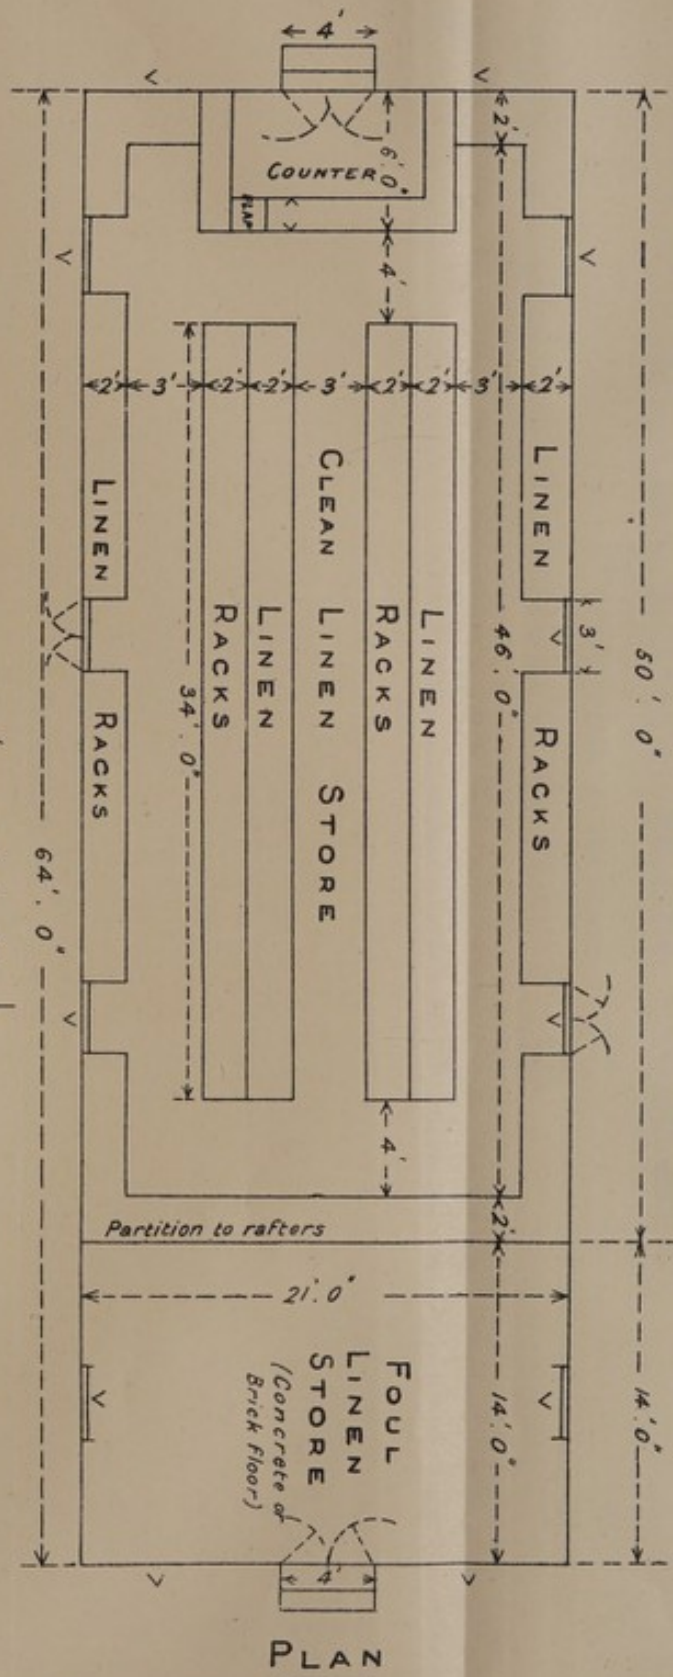 4'
2'
6'.0"
COUNTER
FLAP
4'
2' 3' 2' 2' 3' 2' 2' 3' 2'
LINEN RACKS
RACKS LINEN
34'.0"
CLEAN LINEN STORE
RACKS LINEN
46'.0"
LINEN RACKS
3'
50'.0"
64'.0"
4'
2'
Partition to rafters
21'.0"
FOUL
LINEN
STORE
(Concrete or
Brick floor)
14'.0"
14'.0"
4'
PLAN